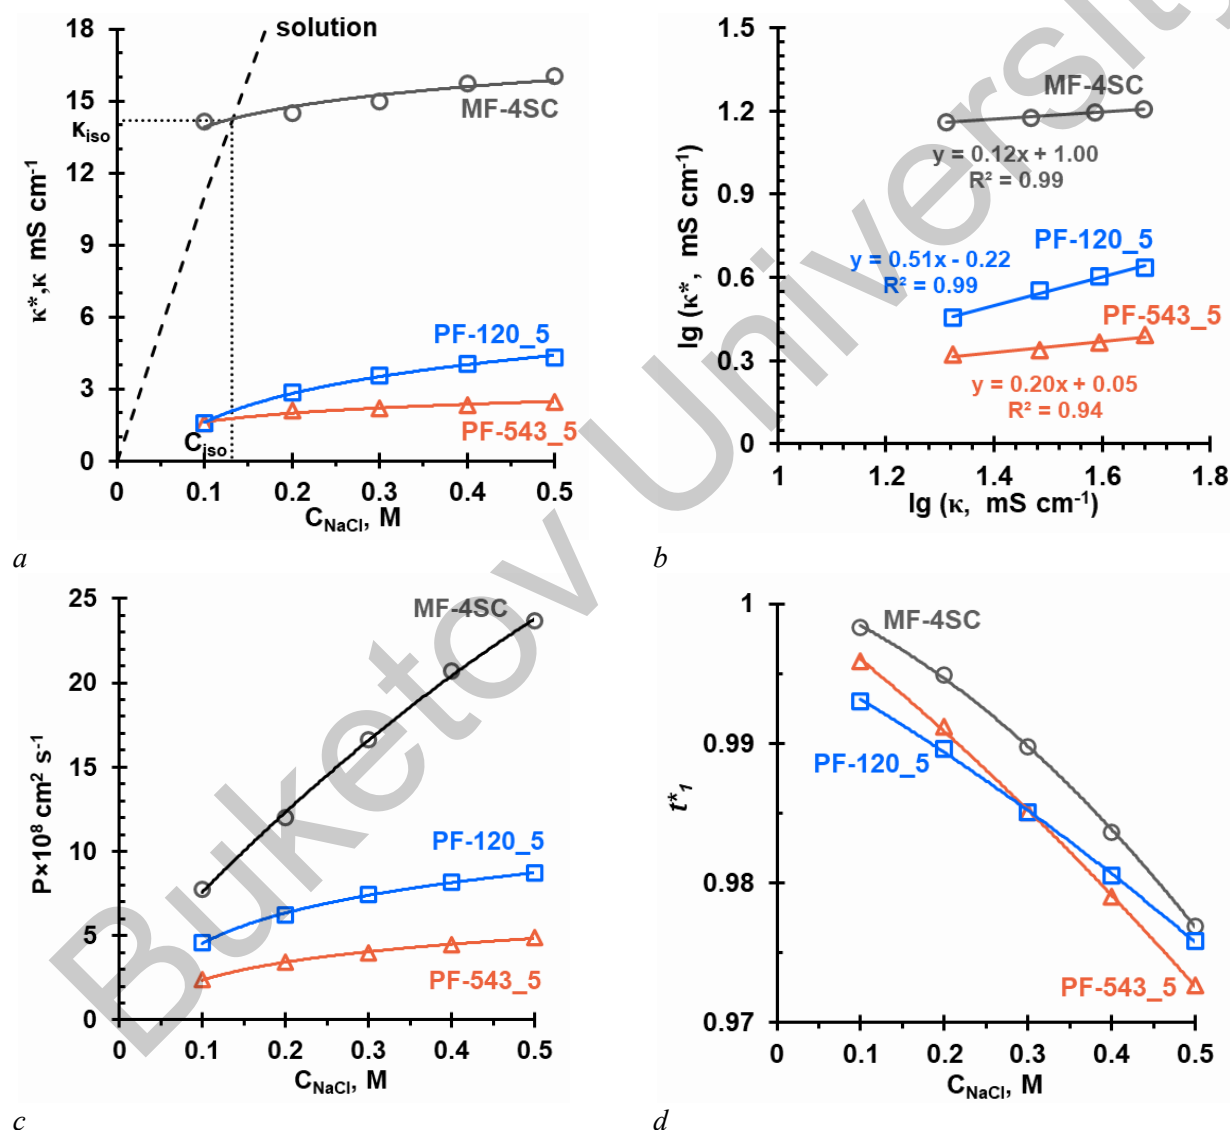 18
15
12
9
6
3
0
κ*,κ mS cm⁻¹
κiso
Ciso
solution
MF-4SC
PF-120_5
PF-543_5
0 0.1 0.2 0.3 0.4 0.5
C_NaCl, M
a
1.5
1.2
0.9
0.6
0.3
0
lg (κ*, mS cm⁻¹)
MF-4SC
y = 0.12x + 1.00
R² = 0.99
PF-120_5
y = 0.51x - 0.22
R² = 0.99
PF-543_5
y = 0.20x + 0.05
R² = 0.94
1 1.2 1.4 1.6 1.8
lg (κ, mS cm⁻¹)
b
25
20
15
10
5
0
P×10⁸ cm² s⁻¹
MF-4SC
PF-120_5
PF-543_5
0 0.1 0.2 0.3 0.4 0.5
C_NaCl, M
c
1
0.99
0.98
0.97
t*₁
MF-4SC
PF-120_5
PF-543_5
0 0.1 0.2 0.3 0.4 0.5
C_NaCl, M
d
Buketov University